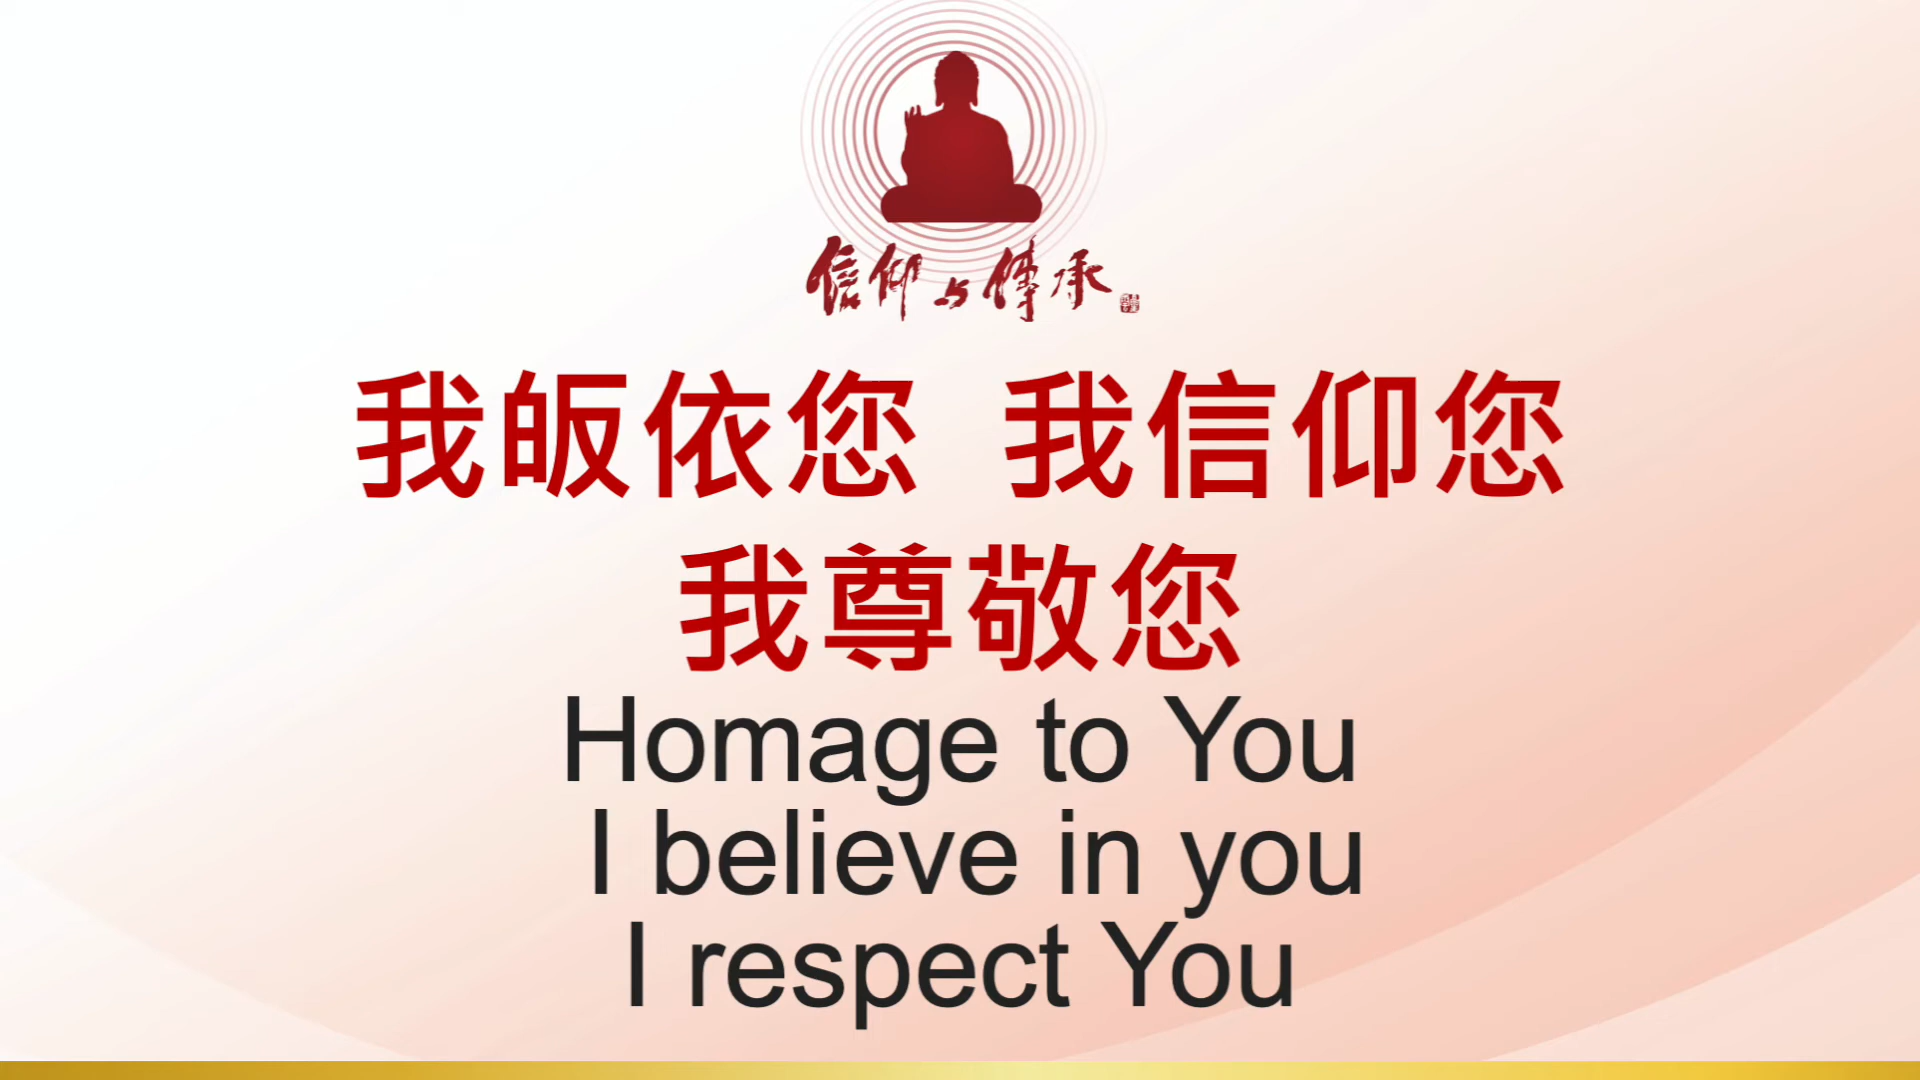 信仰与傳承
我皈依您 我信仰您
我尊敬您
Homage to You
I believe in you
I respect You